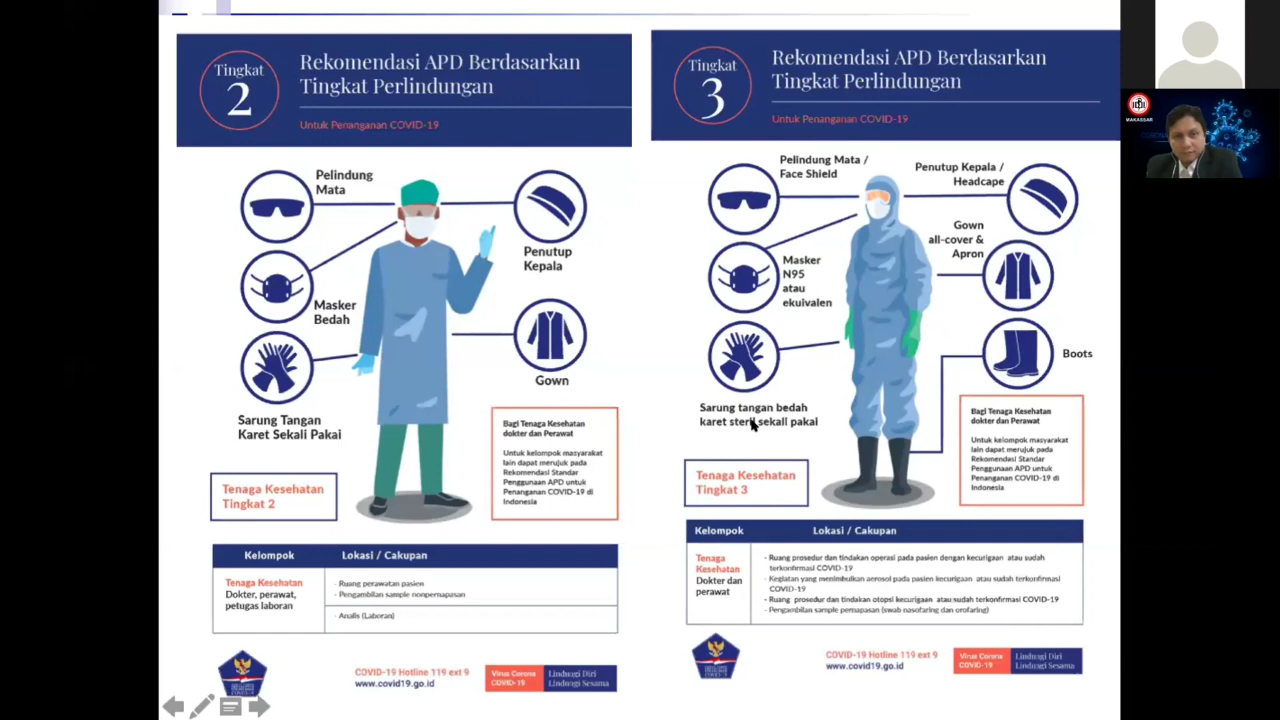 Tingkat
2
Rekomendasi APD Berdasarkan
Tingkat Perlindungan
Untuk Penanganan COVID-19
Pelindung
Mata
Penutup
Kepala
Masker
Bedah
Gown
Sarung Tangan
Karet Sekali Pakai
Bagi Tenaga Kesehatan
dokter dan Perawat
Untuk kelompok masyarakat
lain dapat merujuk pada
Rekomendasi Standar
Penggunaan APD untuk
Penanganan COVID-19 di
Indonesia
Tenaga Kesehatan
Tingkat 2
Kelompok
Lokasi / Cakupan
Tenaga Kesehatan
Dokter, perawat,
petugas laboran
- Ruang perawatan pasien
- Pengambilan sample nonpernapasan
- Analis (Laboran)
COVID-19 Hotline 119 ext 9
www.covid19.go.id
Virus Corona
COVID-19
Lindungi Diri
Lindungi Sesama
Tingkat
3
Rekomendasi APD Berdasarkan
Tingkat Perlindungan
Untuk Penanganan COVID-19
Pelindung Mata /
Face Shield
Penutup Kepala /
Headcape
Gown
all-cover &
Apron
Masker
N95
atau
ekuivalen
Boots
Sarung tangan bedah
karet steril sekali pakai
Bagi Tenaga Kesehatan
dokter dan Perawat
Untuk kelompok masyarakat
lain dapat merujuk pada
Rekomendasi Standar
Penggunaan APD untuk
Penanganan COVID-19 di
Indonesia
Tenaga Kesehatan
Tingkat 3
Kelompok
Lokasi / Cakupan
Tenaga
Kesehatan
Dokter dan
perawat
- Ruang prosedur dan tindakan operasi pada pasien dengan kecurigaan atau sudah
terkonfirmasi COVID-19
- Kegiatan yang menimbulkan aerosol pada pasien kecurigaan atau sudah terkonfirmasi
COVID-19
- Ruang prosedur dan tindakan otopsi kecurigaan atau sudah terkonfirmasi COVID-19
- Pengambilan sample pernapasan (swab nasofaring dan orofaring)
COVID-19 Hotline 119 ext 9
www.covid19.go.id
Virus Corona
COVID-19
Lindungi Diri
Lindungi Sesama
IDI
MAKASSAR